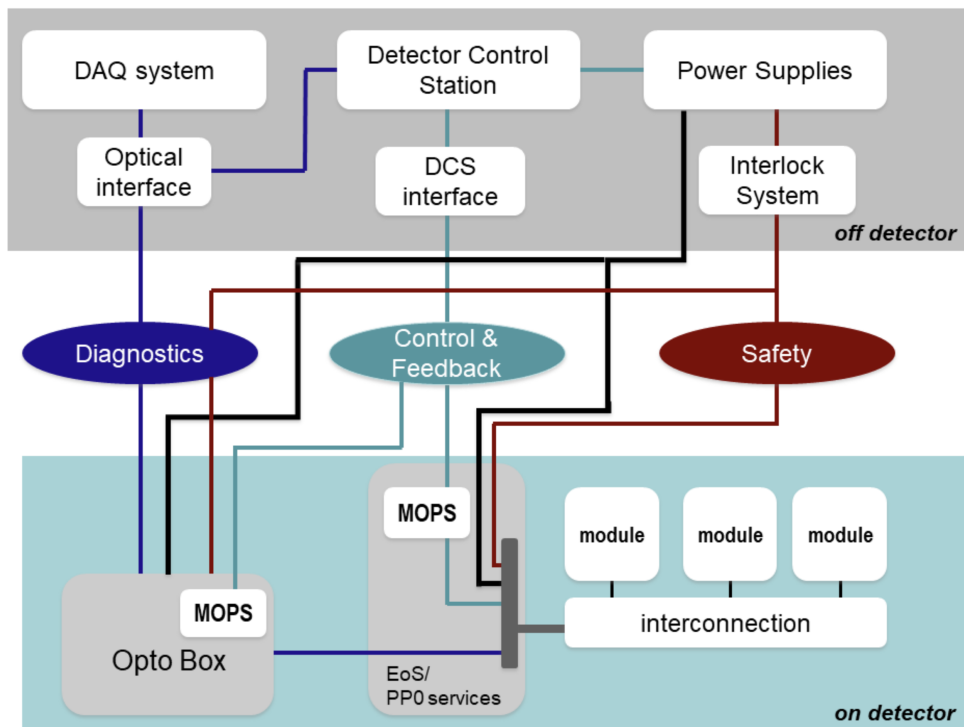 DAQ system
Detector Control
Station
Power Supplies
Optical
interface
DCS
interface
Interlock
System
off detector
Diagnostics
Control &
Feedback
Safety
MOPS
module
module
module
MOPS
interconnection
Opto Box
EoS/
PP0 services
on detector